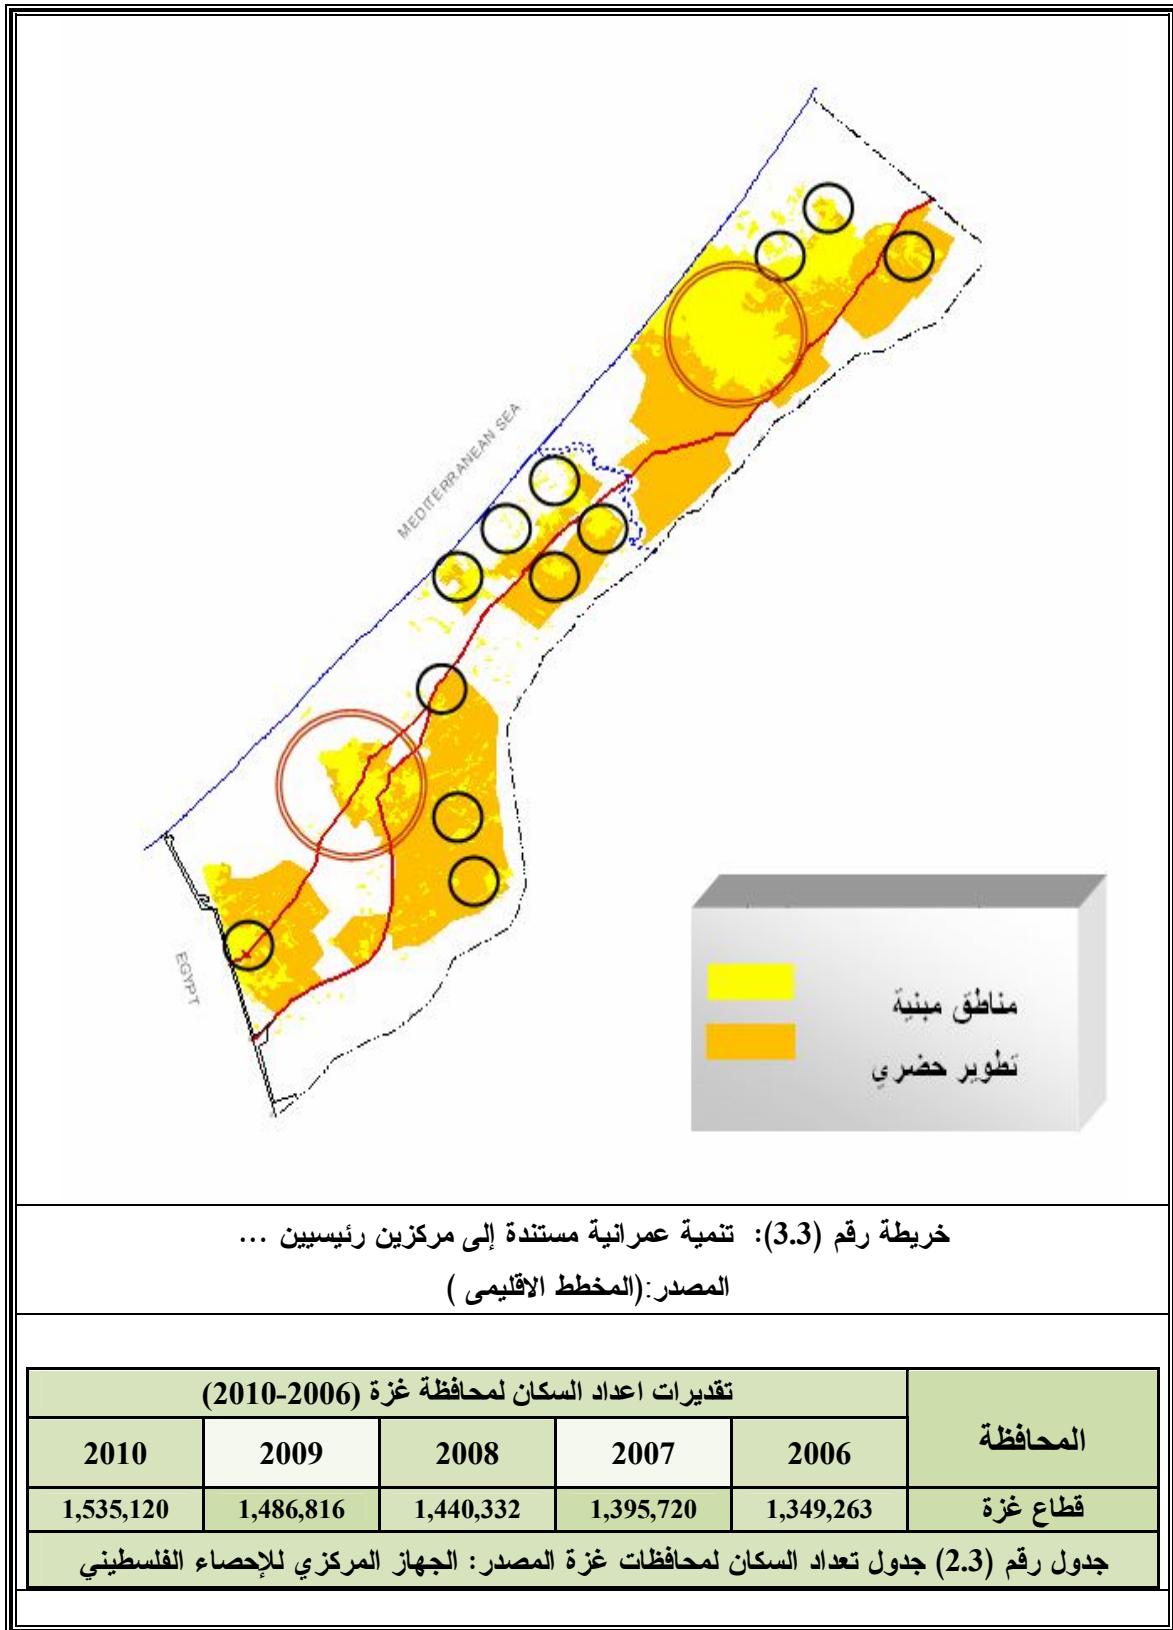 MEDITERRANEAN SEA
EGYPT
مناطق مبنية
تطوير حضري
خريطة رقم (3.3): تنمية عمرانية مستندة إلى مركزين رئيسيين ...
المصدر:(المخطط الاقليمى )
المحافظة
تقديرات اعداد السكان لمحافظة غزة (2006-2010)
2006 2007 2008 2009 2010
قطاع غزة 1,349,263 1,395,720 1,440,332 1,486,816 1,535,120
جدول رقم (2.3) جدول تعداد السكان لمحافظات غزة المصدر: الجهاز المركزي للإحصاء الفلسطيني